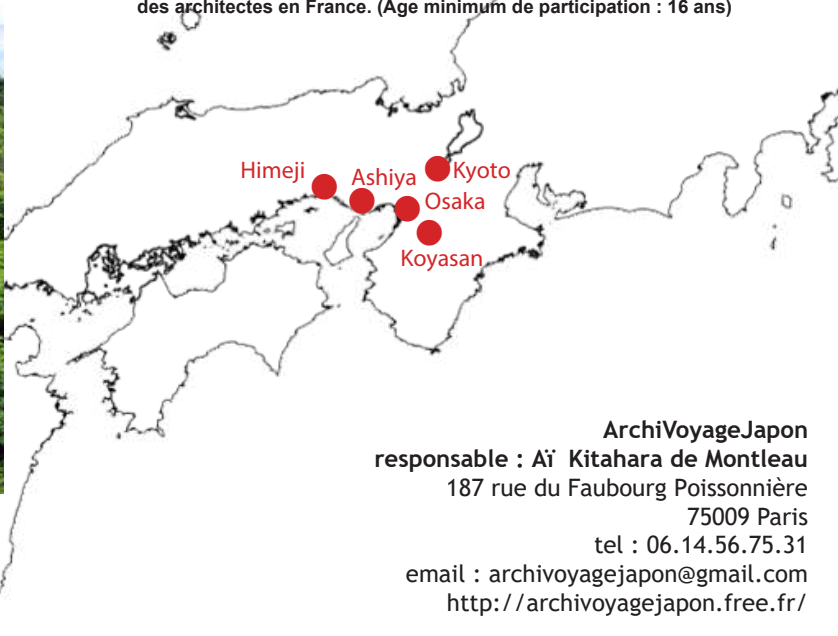 des architectes en France. (Age minimum de participation : 16 ans)
Himeji
Ashiya
Kyoto
Osaka
Koyasan
ArchiVoyageJapon
responsable : Aï Kitahara de Montleau
187 rue du Faubourg Poissonnière
75009 Paris
tel : 06.14.56.75.31
email : archivoyagejapon@gmail.com
http://archivoyagejapon.free.fr/